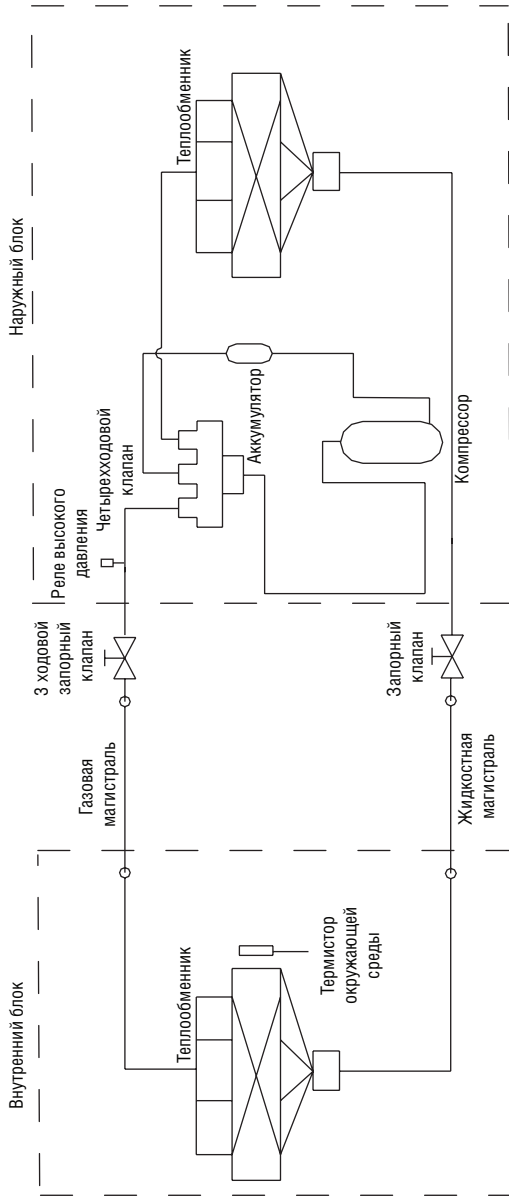 Внутренний блок
Теплообменник
Термистор
окружающей
среды
Газовая
магистраль
Жидкостная
магистраль
3 ходовой
запорный
клапан
Запорный
клапан
Наружный блок
Реле высокого
давления
Четырехходовой
клапан
Аккумулятор
Компрессор
Теплообменник